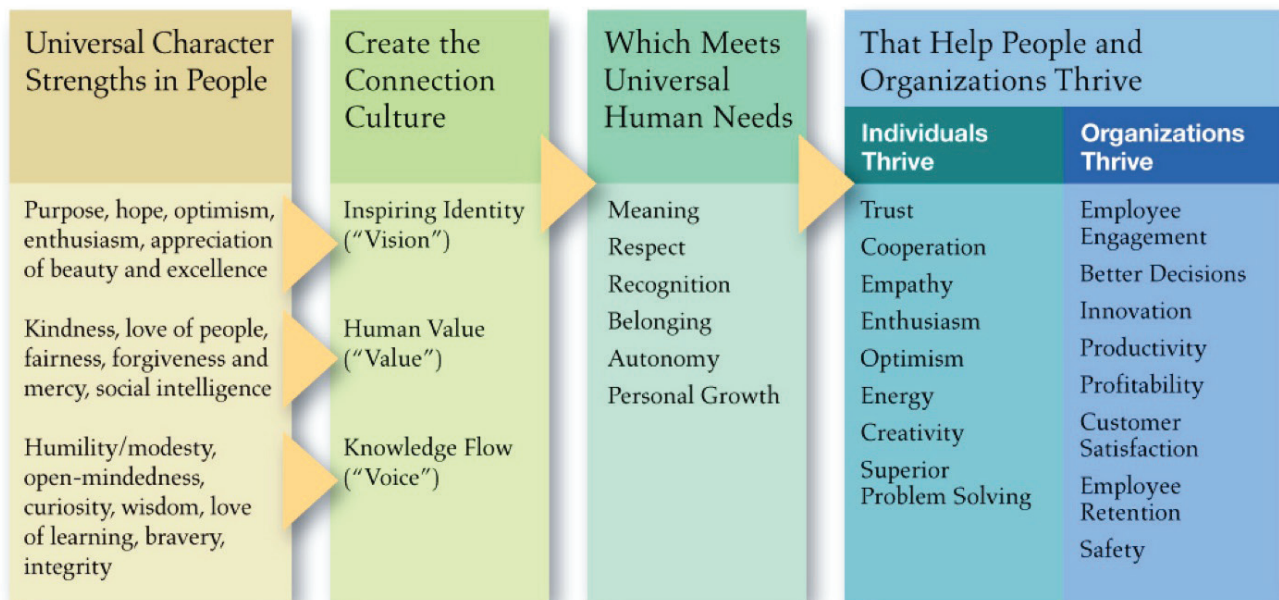 Universal Character
Strengths in People
Purpose, hope, optimism,
enthusiasm, appreciation
of beauty and excellence
Kindness, love of people,
fairness, forgiveness and
mercy, social intelligence
Humility/modesty,
open-mindedness,
curiosity, wisdom, love
of learning, bravery,
integrity
Create the
Connection
Culture
Inspiring Identity
(“Vision”)
Human Value
(“Value”)
Knowledge Flow
(“Voice”)
Which Meets
Universal
Human Needs
Meaning
Respect
Recognition
Belonging
Autonomy
Personal Growth
That Help People and
Organizations Thrive
Individuals
Thrive
Trust
Cooperation
Empathy
Enthusiasm
Optimism
Energy
Creativity
Superior
Problem Solving
Organizations
Thrive
Employee
Engagement
Better Decisions
Innovation
Productivity
Profitability
Customer
Satisfaction
Employee
Retention
Safety